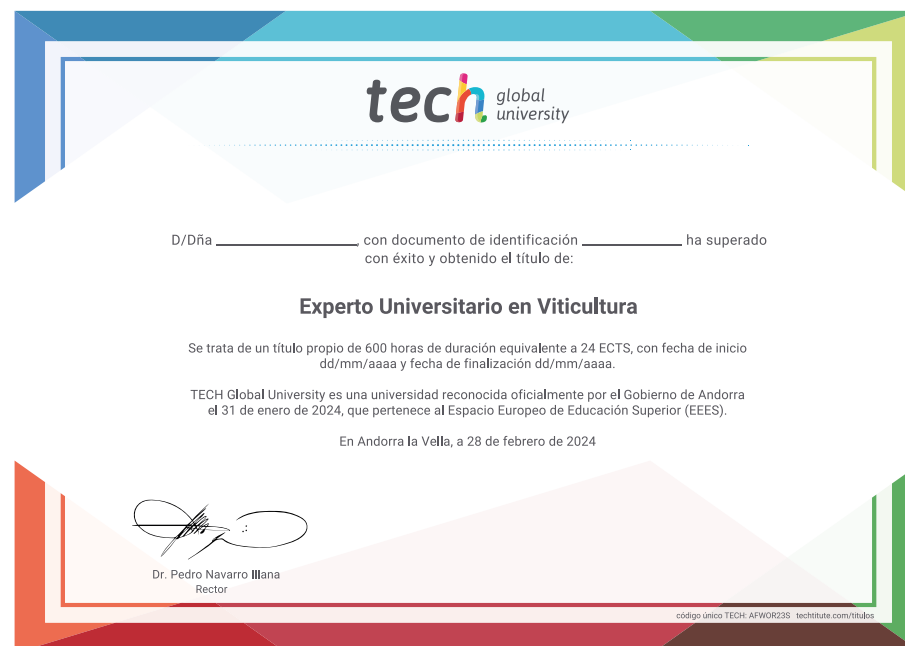 tech global university
D/Dña ______________, con documento de identificación __________ ha superado
con éxito y obtenido el título de:
Experto Universitario en Viticultura
Se trata de un título propio de 600 horas de duración equivalente a 24 ECTS, con fecha de inicio
dd/mm/aaaa y fecha de finalización dd/mm/aaaa.
TECH Global University es una universidad reconocida oficialmente por el Gobierno de Andorra
el 31 de enero de 2024, que pertenece al Espacio Europeo de Educación Superior (EEES).
En Andorra la Vella, a 28 de febrero de 2024
Dr. Pedro Navarro Illana
Rector
código único TECH: AFWOR23S techtitute.com/titulos